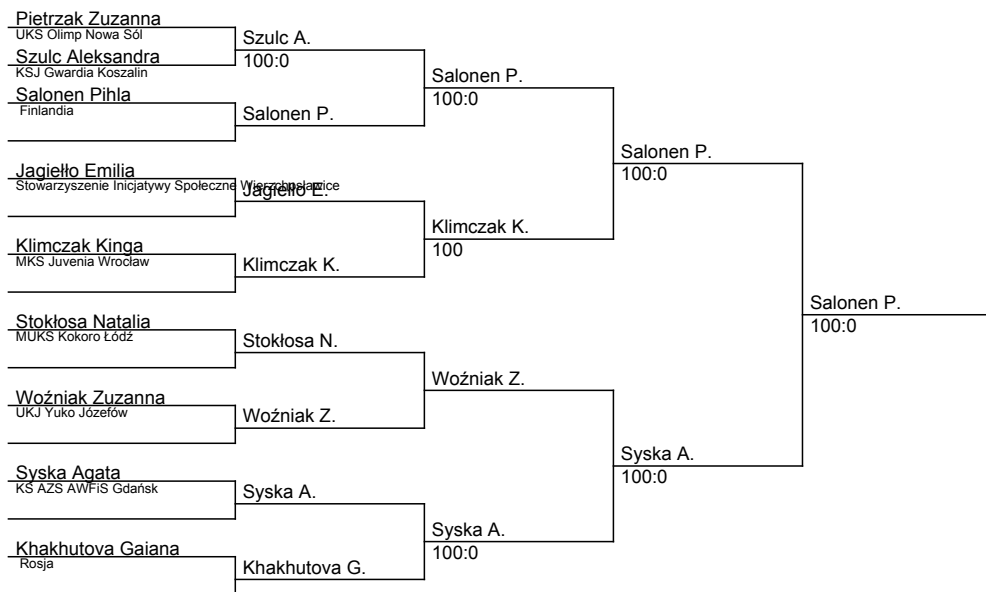 Pietrzak Zuzanna
UKS Olimp Nowa Sól
Szulc Aleksandra
KSJ Gwardia Koszalin
Salonen Pihla
Finlandia
Jagiełło Emilia
Stowarzyszenie Inicjatywy Społeczne Wierzchosławice
Klimczak Kinga
MKS Juvenia Wrocław
Stokłosa Natalia
MUKS Kokoro Łódź
Woźniak Zuzanna
UKJ Yuko Józefów
Syska Agata
KS AZS AWFiS Gdańsk
Khakhutova Gaiana
Rosja
Szulc A.
100:0
Salonen P.
Jagiełło E.
Klimczak K.
Stokłosa N.
Woźniak Z.
Syska A.
Khakhutova G.
Salonen P.
100:0
Klimczak K.
100
Woźniak Z.
Syska A.
100:0
Salonen P.
100:0
Syska A.
100:0
Salonen P.
100:0